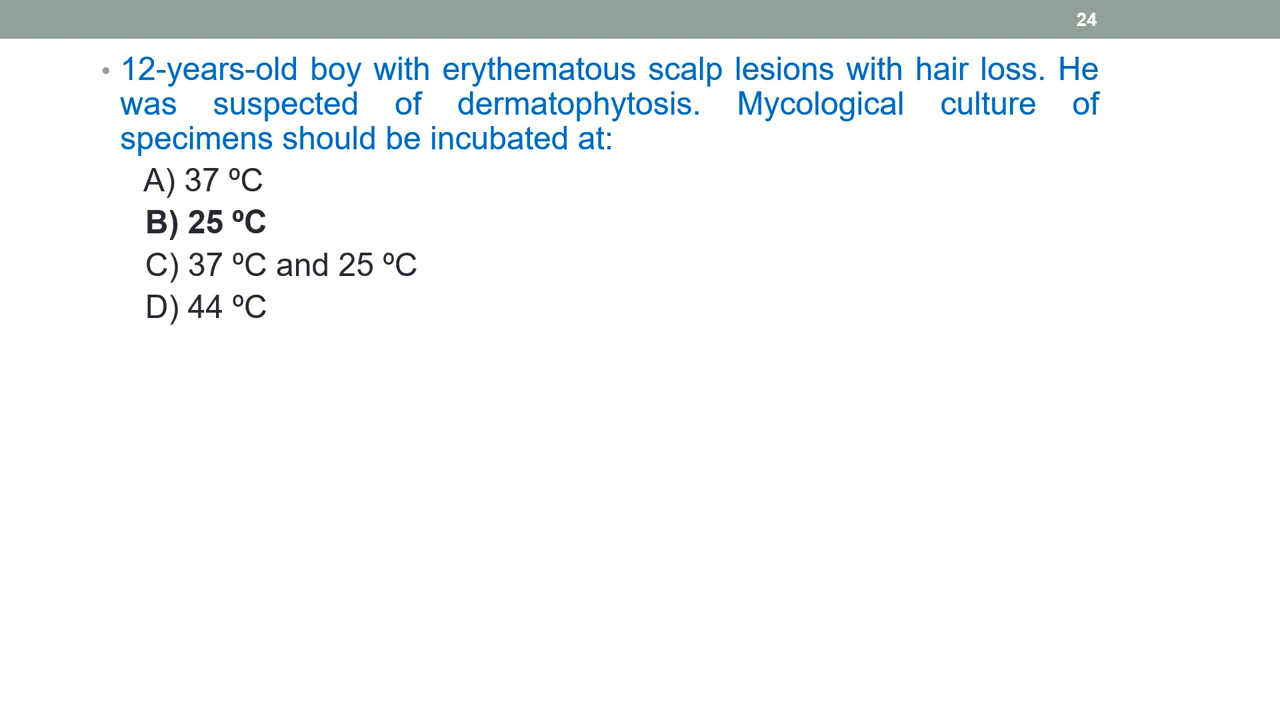 24
• 12-years-old boy with erythematous scalp lesions with hair loss. He
was suspected of dermatophytosis. Mycological culture of
specimens should be incubated at:
A) 37 ºC
B) 25 ºC
C) 37 ºC and 25 ºC
D) 44 ºC